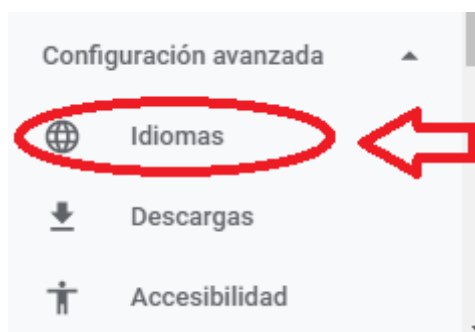 Configuración avanzada
Idiomas
Descargas
Accesibilidad